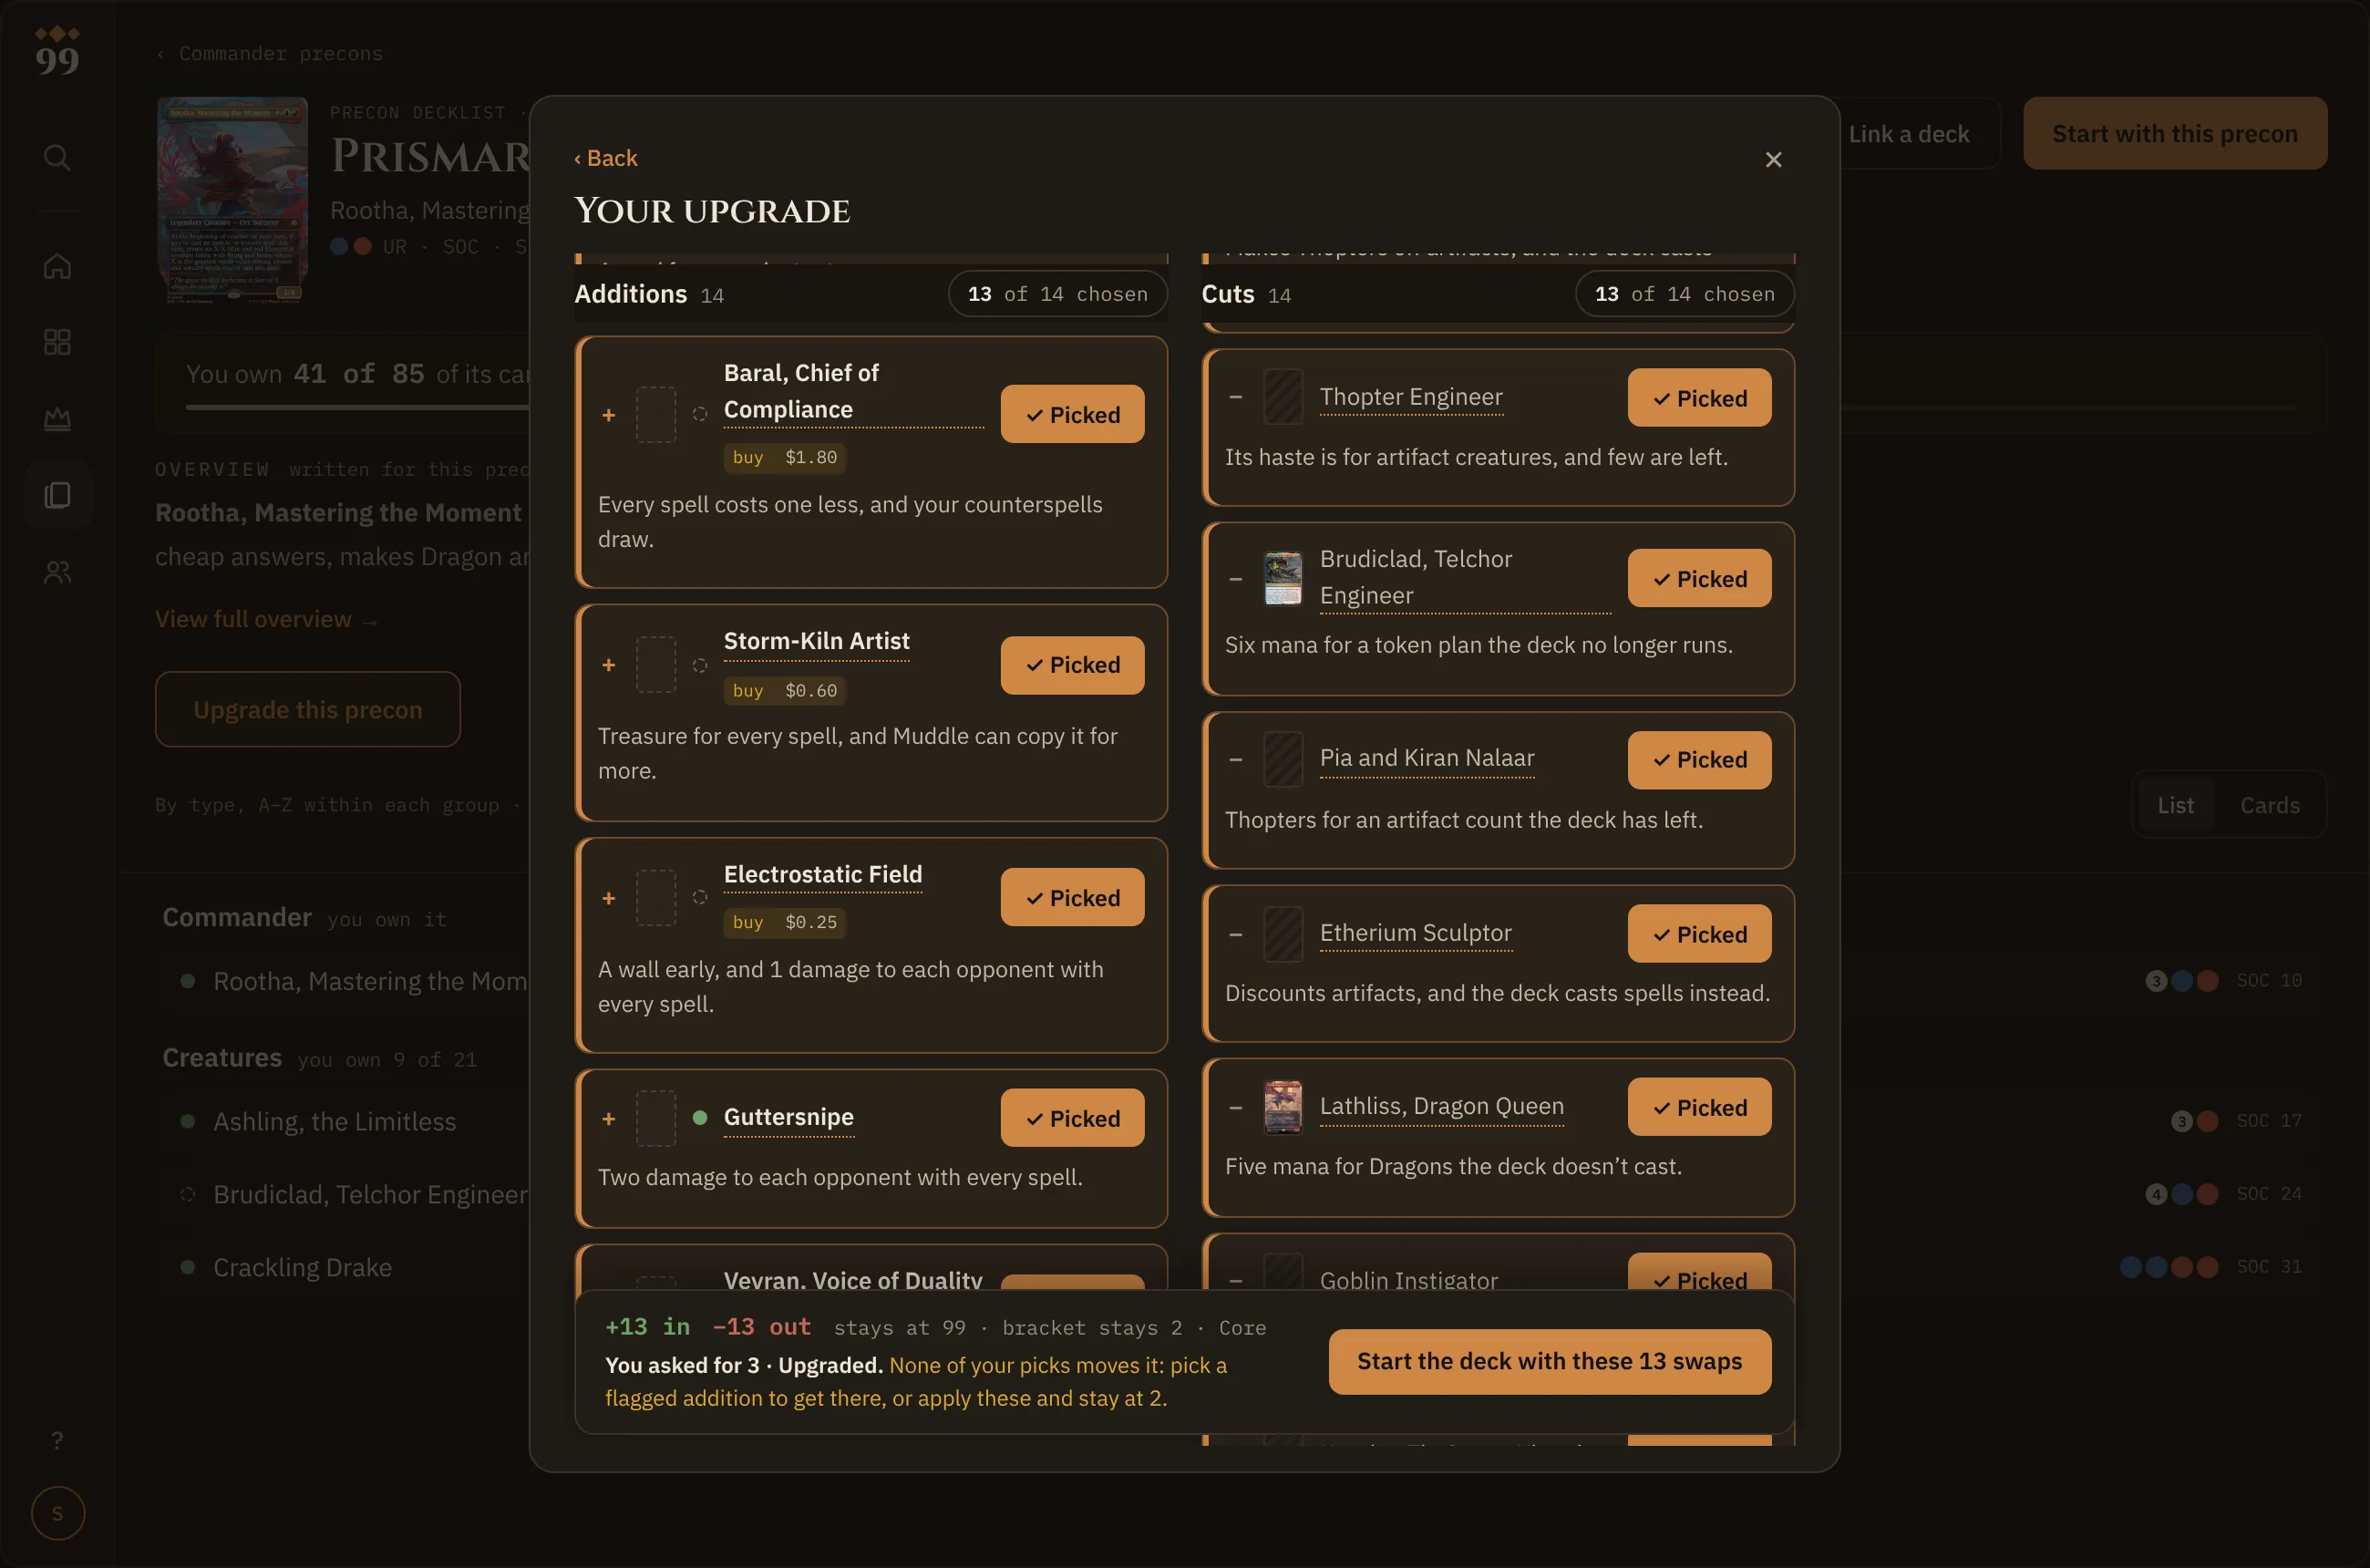 99
‹ Commander precons
PRECON DECKLIST ·
PRISMAR
Rootha, Mastering
UR · SOC · S
Link a deck
Start with this precon
You own 41 of 85 of its car
OVERVIEW written for this prec
Rootha, Mastering the Moment
cheap answers, makes Dragon ar
View full overview →
Upgrade this precon
By type, A–Z within each group ·
List
Cards
Commander you own it
Rootha, Mastering the Mom
3
SOC 10
Creatures you own 9 of 21
Ashling, the Limitless
3
SOC 17
Brudiclad, Telchor Engineer
4
SOC 24
Crackling Drake
SOC 31
?
S
‹ Back
×
YOUR UPGRADE
Additions 14
13 of 14 chosen
+
Baral, Chief of
Compliance
buy $1.80
✓ Picked
Every spell costs one less, and your counterspells
draw.
+
Storm-Kiln Artist
buy $0.60
✓ Picked
Treasure for every spell, and Muddle can copy it for
more.
+
Electrostatic Field
buy $0.25
✓ Picked
A wall early, and 1 damage to each opponent with
every spell.
+
Guttersnipe
✓ Picked
Two damage to each opponent with every spell.
Veyran, Voice of Duality
Cuts 14
13 of 14 chosen
–
Thopter Engineer
✓ Picked
Its haste is for artifact creatures, and few are left.
–
Brudiclad, Telchor
Engineer
✓ Picked
Six mana for a token plan the deck no longer runs.
–
Pia and Kiran Nalaar
✓ Picked
Thopters for an artifact count the deck has left.
–
Etherium Sculptor
✓ Picked
Discounts artifacts, and the deck casts spells instead.
–
Lathliss, Dragon Queen
✓ Picked
Five mana for Dragons the deck doesn’t cast.
–
Goblin Instigator
✓ Picked
+13 in –13 out stays at 99 · bracket stays 2 · Core
You asked for 3 · Upgraded. None of your picks moves it: pick a
flagged addition to get there, or apply these and stay at 2.
Start the deck with these 13 swaps